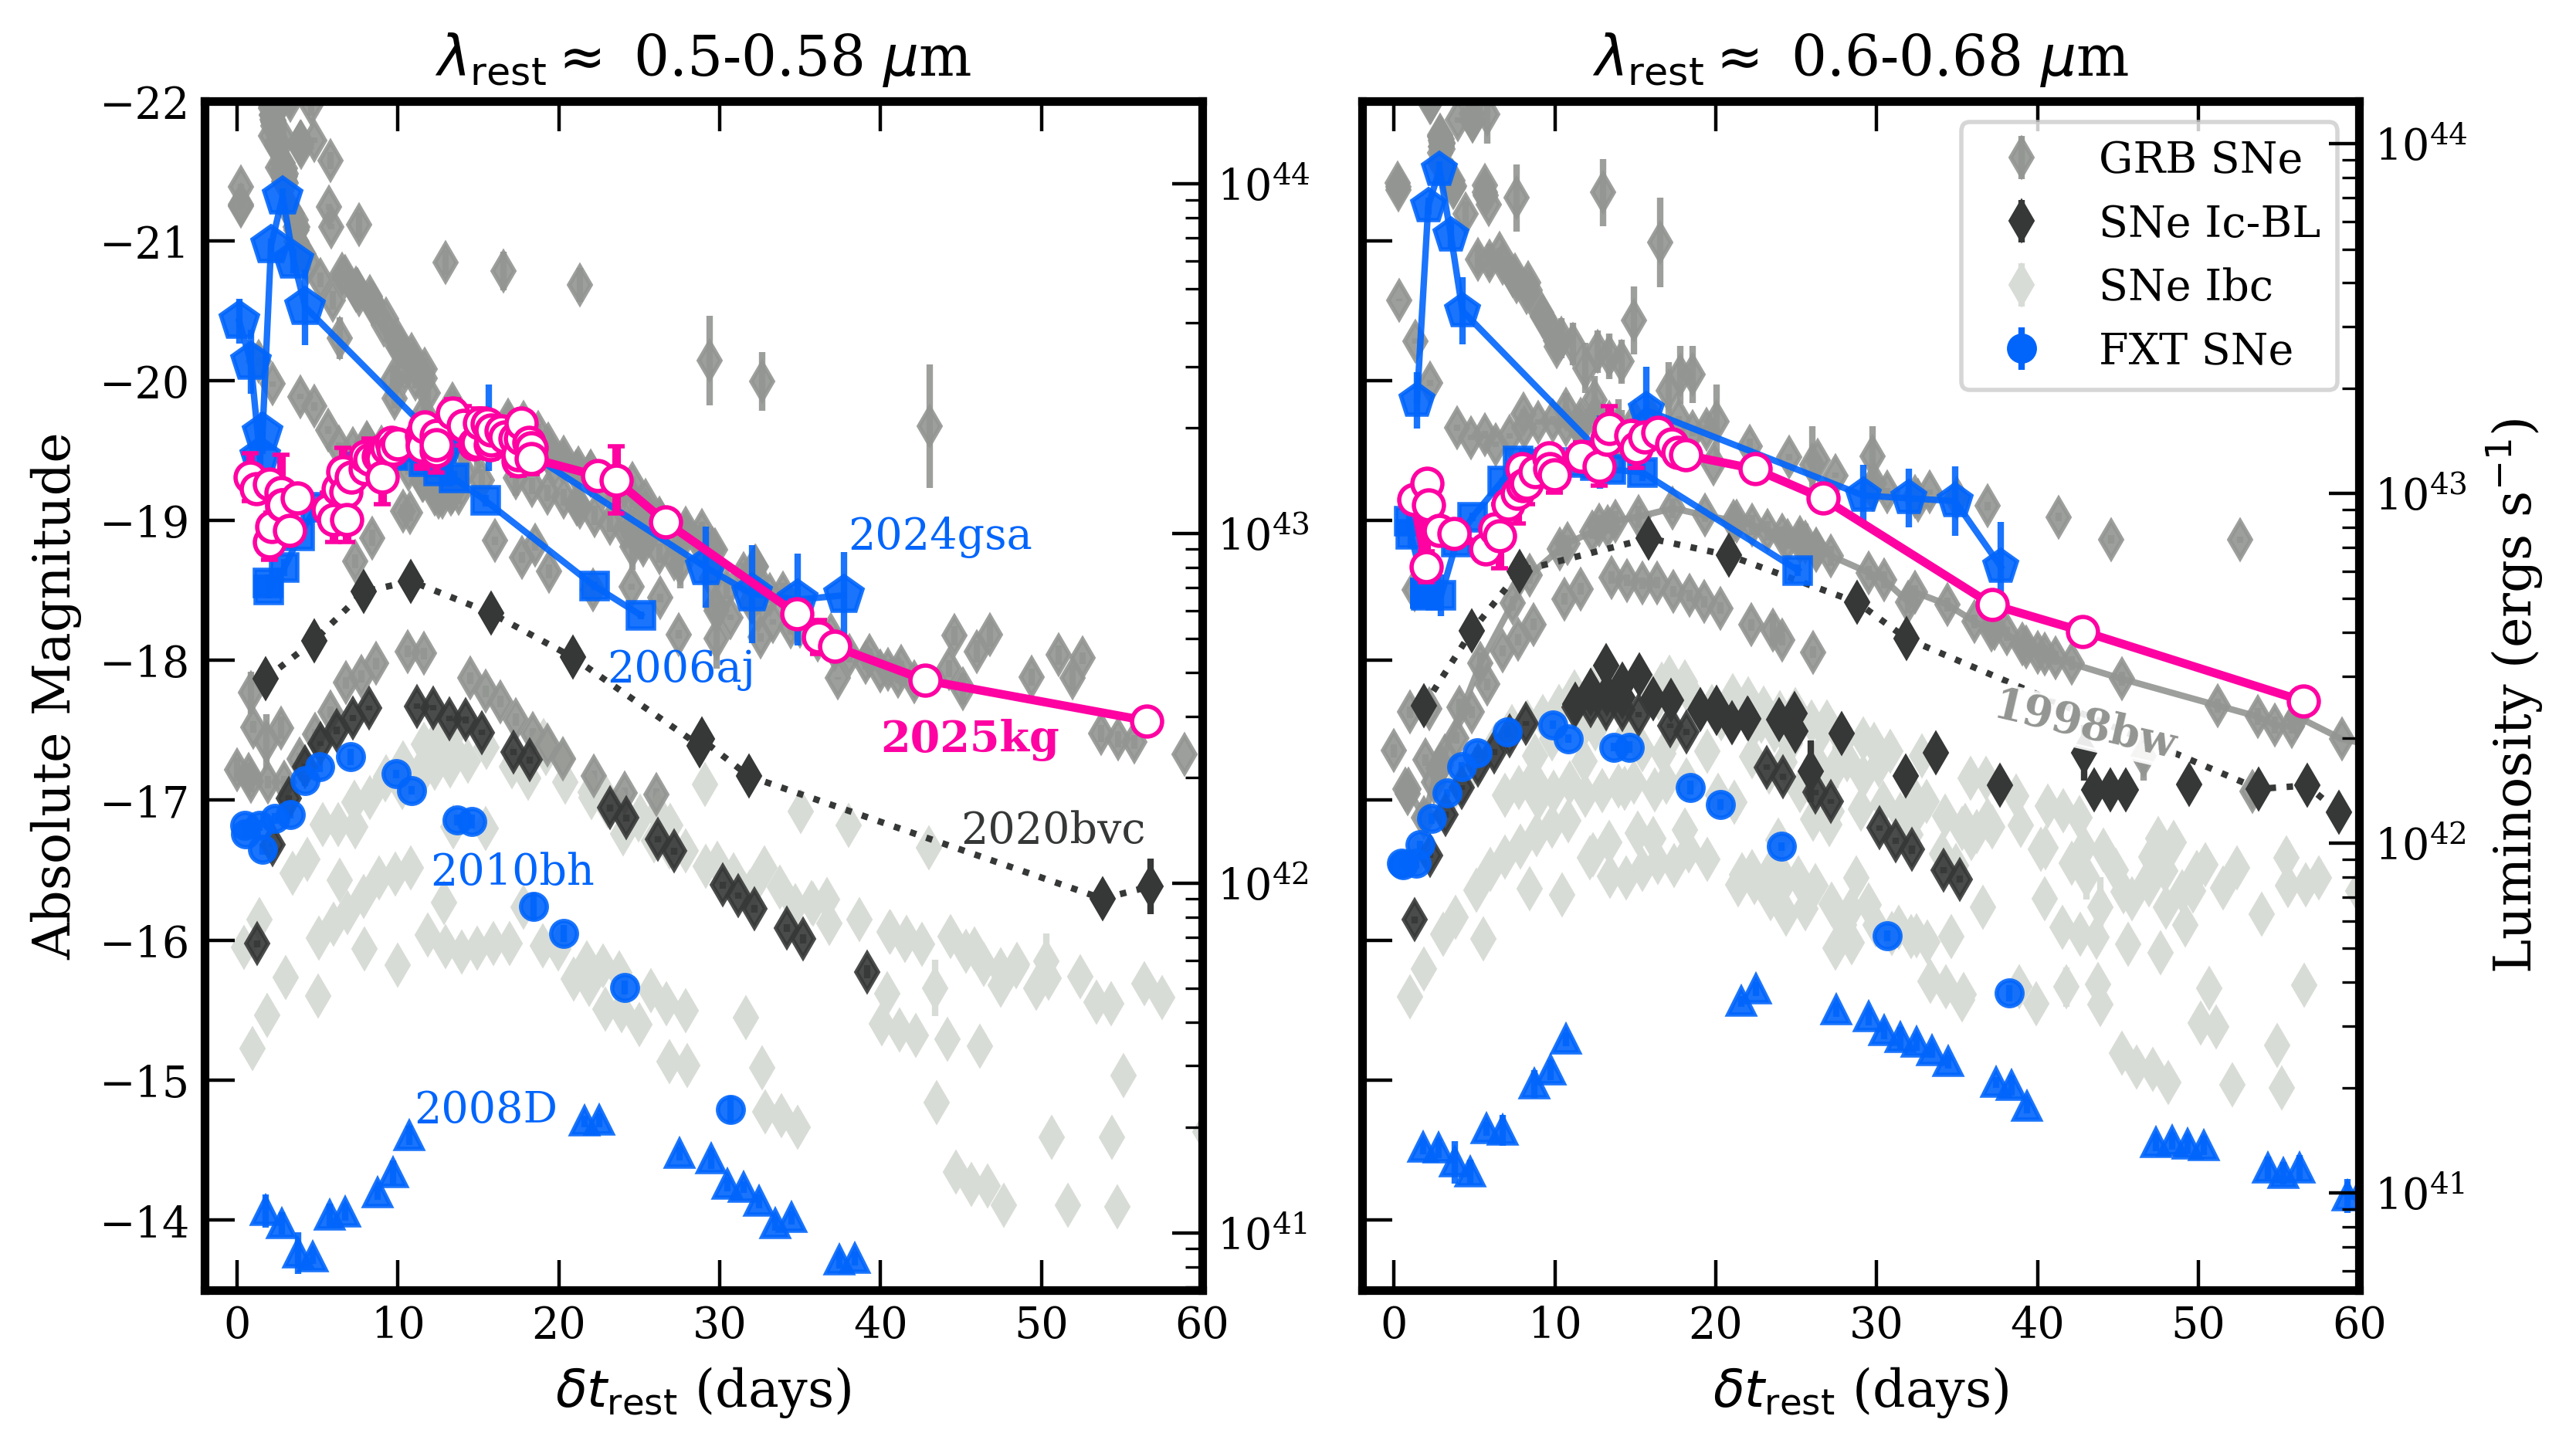 λrest ≈ 0.5-0.58 μm
λrest ≈ 0.6-0.68 μm
Absolute Magnitude
−22
−21
−20
−19
−18
−17
−16
−15
−14
10^44
10^43
10^42
10^41
2024gsa
2006aj
2025kg
2020bvc
2010bh
2008D
0 10 20 30 40 50 60
δtrest (days)
GRB SNe
SNe Ic-BL
SNe Ibc
FXT SNe
1998bw
10^44
10^43
10^42
10^41
Luminosity (ergs s^−1)
0 10 20 30 40 50 60
δtrest (days)